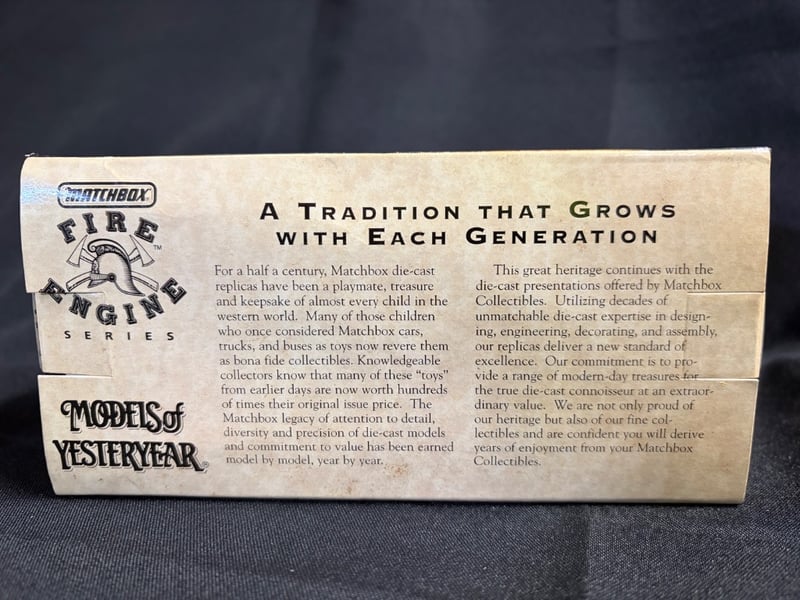 MATCHBOX
FIRE
™
ENGINE
SERIES
MODELS of
YESTERYEAR®
A TRADITION THAT GROWS
WITH EACH GENERATION
For a half a century, Matchbox die-cast
replicas have been a playmate, treasure
and keepsake of almost every child in the
western world. Many of those children
who once considered Matchbox cars,
trucks, and buses as toys now revere them
as bona fide collectibles. Knowledgeable
collectors know that many of these “toys”
from earlier days are now worth hundreds
of times their original issue price. The
Matchbox legacy of attention to detail,
diversity and precision of die-cast models
and commitment to value has been earned
model by model, year by year.
This great heritage continues with the
die-cast presentations offered by Matchbox
Collectibles. Utilizing decades of
unmatchable die-cast expertise in design-
ing, engineering, decorating, and assembly,
our replicas deliver a new standard of
excellence. Our commitment is to pro-
vide a range of modern-day treasures for
the true die-cast connoisseur at an extraor-
dinary value. We are not only proud of
our heritage but also of our fine col-
lectibles and are confident you will derive
years of enjoyment from your Matchbox
Collectibles.